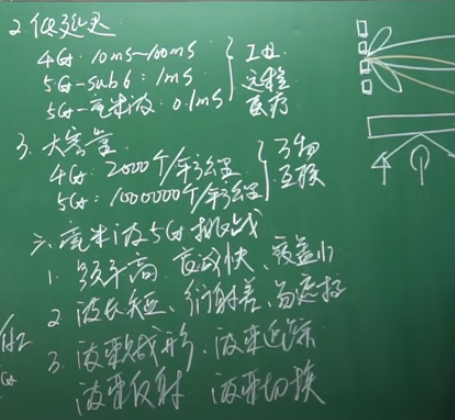 2. 低延迟
4G: 10ms~100ms
5G-sub6: 1ms
5G-毫米波: 0.1ms
工业
远程
医疗
3. 大容量
4G: 2000个/平方公里
5G: 1000000个/平方公里
万物
互联
六. 毫米波5G挑战
1. 频率高、衰减快、覆盖小
2 波长短、衍射差、易遮挡
3. 波束成形、波束追踪
波束反射 波束切换